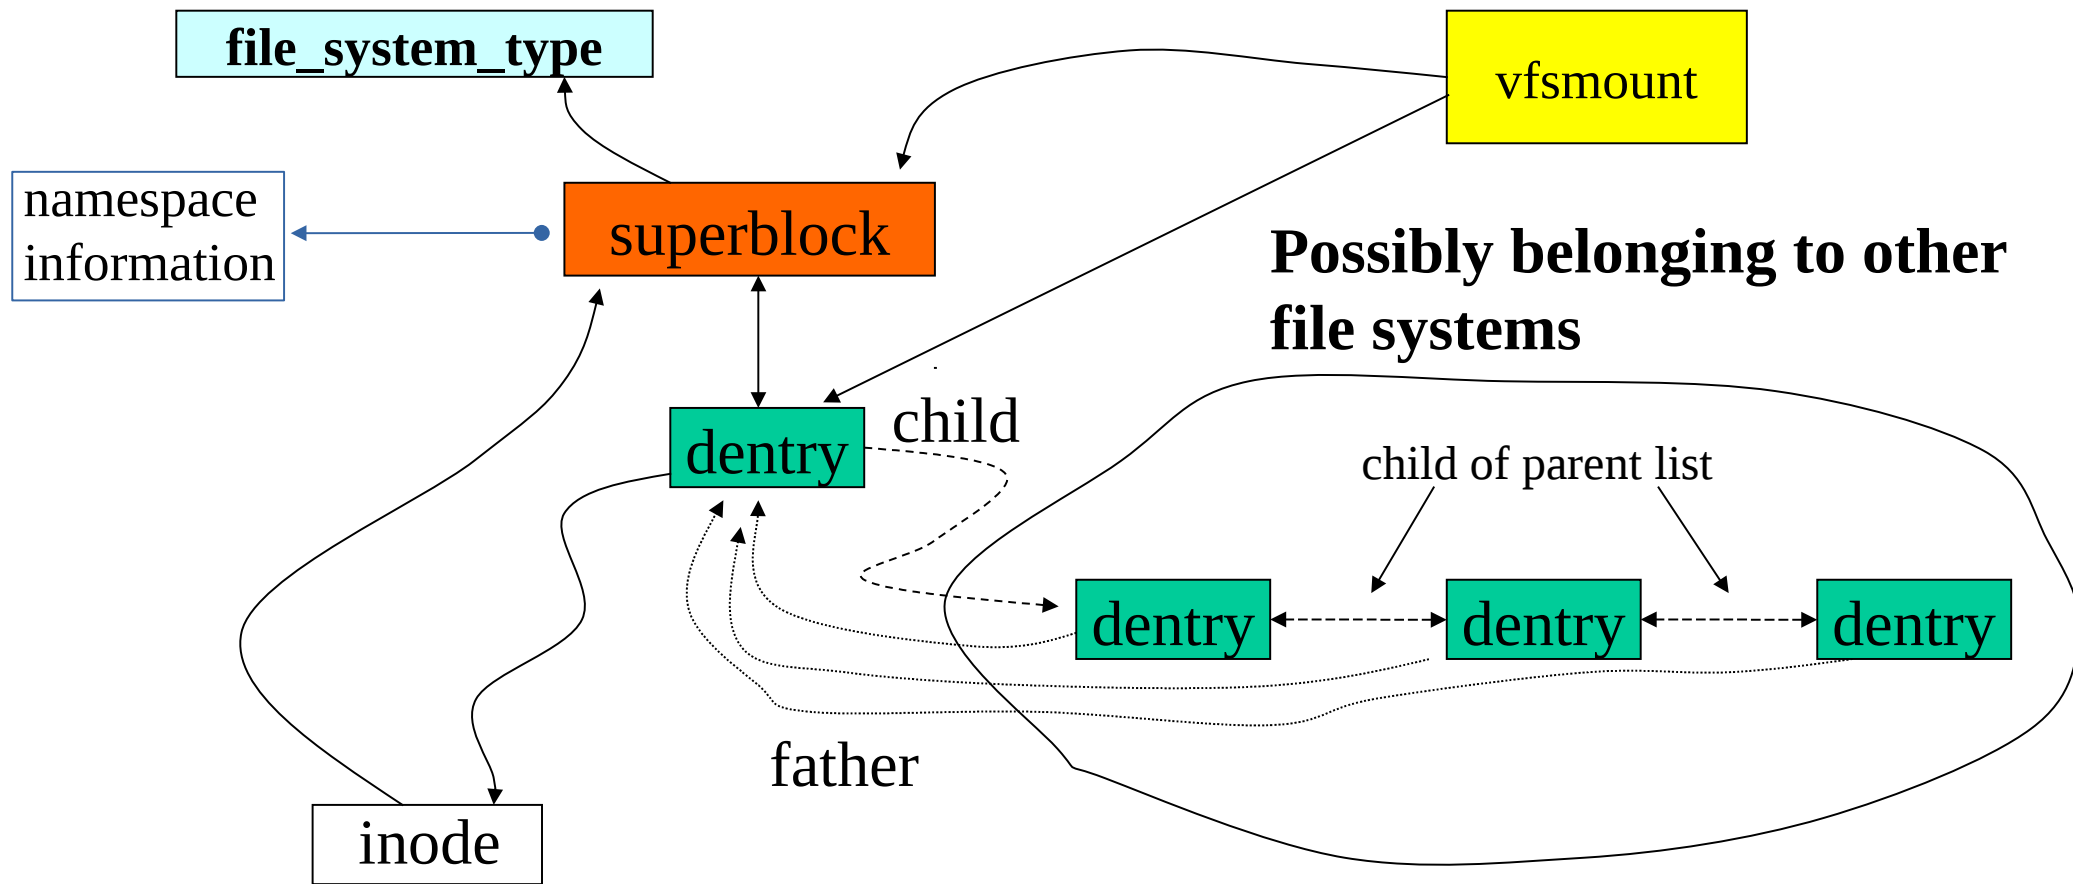 file_system_type
vfsmount
namespace
information
superblock
Possibly belonging to other
file systems
child
dentry
child of parent list
dentry
dentry
dentry
father
inode